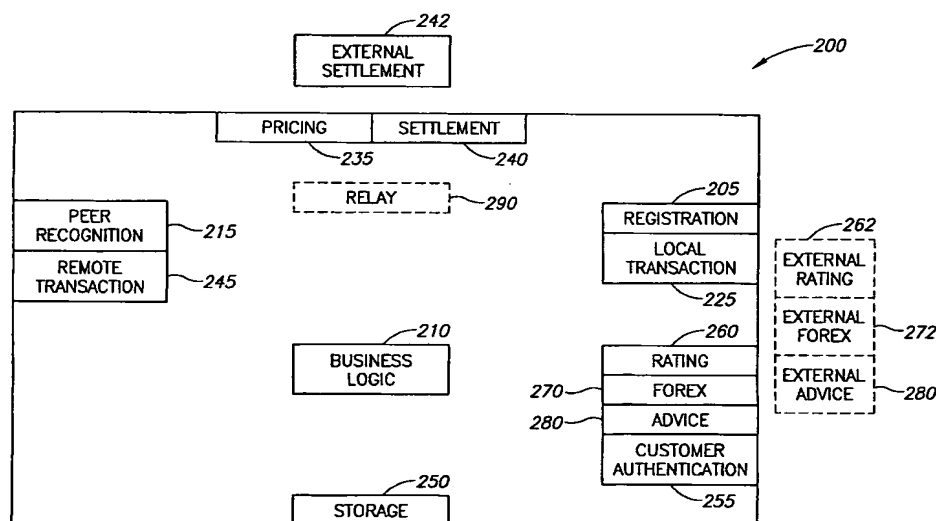 242
EXTERNAL
SETTLEMENT
200
PRICING
SETTLEMENT
235
240
RELAY
290
205
REGISTRATION
PEER
RECOGNITION
215
LOCAL
TRANSACTION
225
REMOTE
TRANSACTION
245
262
EXTERNAL
RATING
EXTERNAL
FOREX
272
EXTERNAL
ADVICE
280
210
BUSINESS
LOGIC
260
RATING
270
FOREX
280
ADVICE
CUSTOMER
AUTHENTICATION
255
250
STORAGE